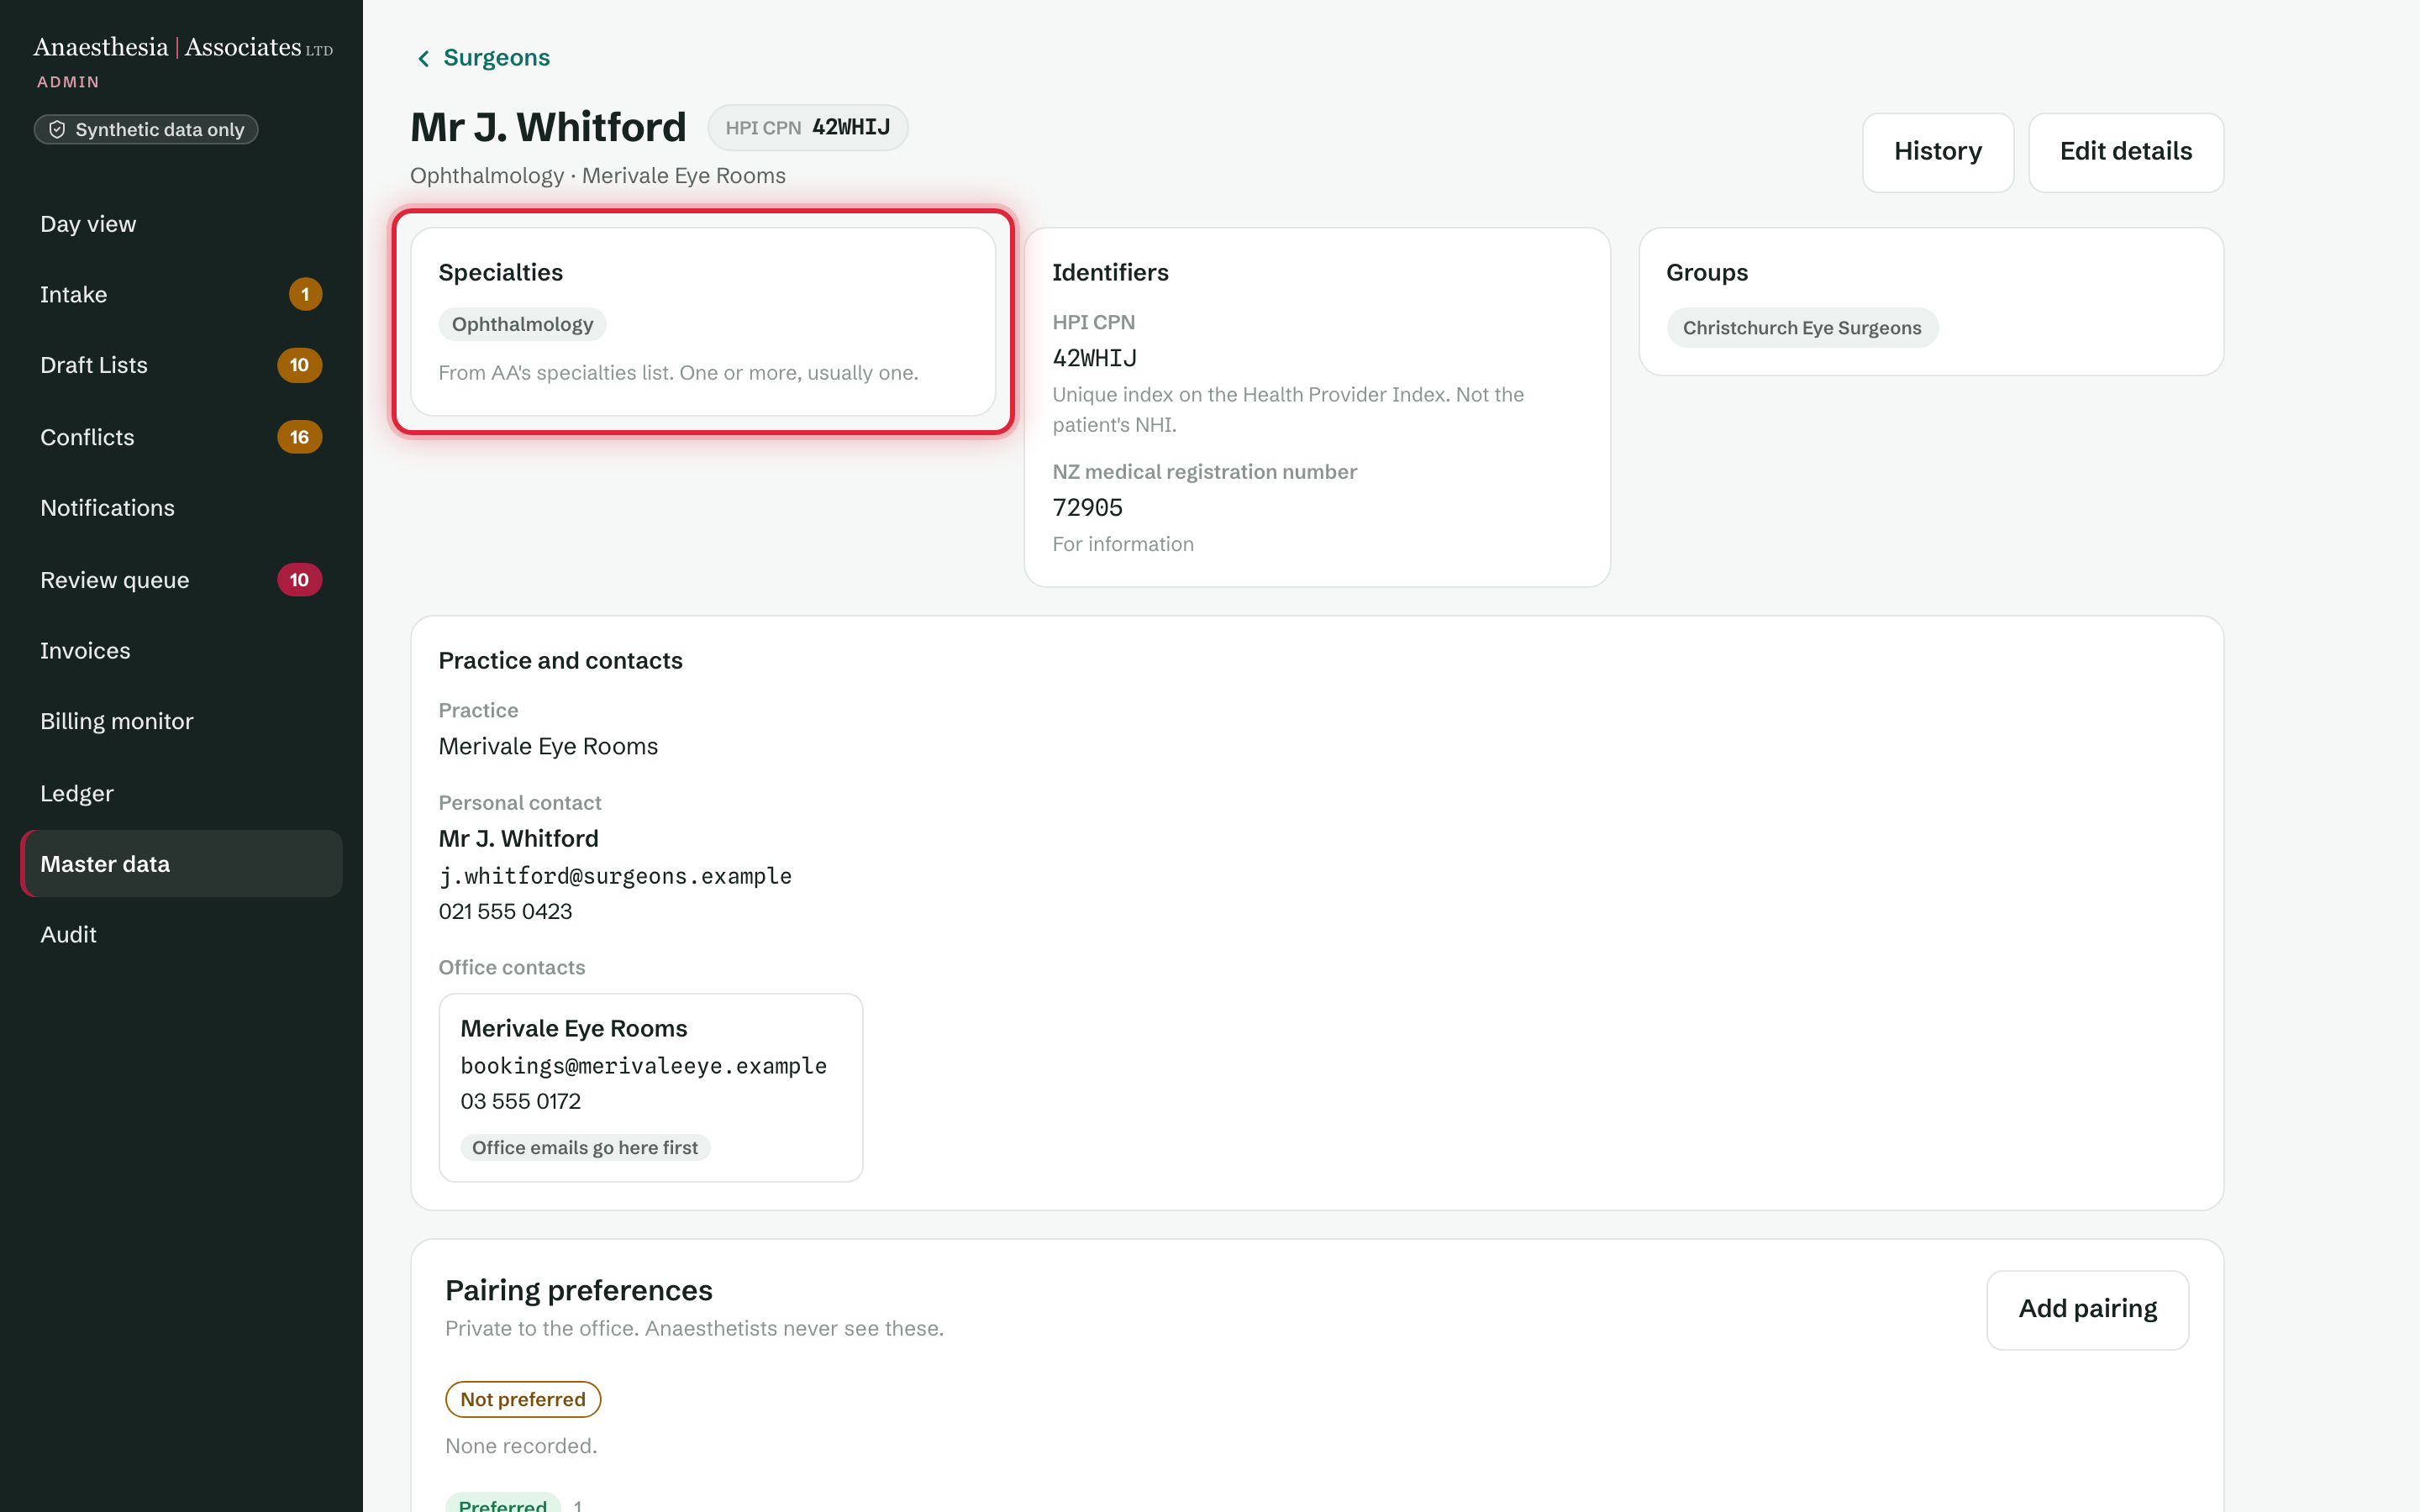 Anaesthesia | Associates LTD
ADMIN
Synthetic data only
Day view
Intake 1
Draft Lists 10
Conflicts 16
Notifications
Review queue 10
Invoices
Billing monitor
Ledger
Master data
Audit
Surgeons
Mr J. Whitford HPI CPN 42WHIJ
Ophthalmology · Merivale Eye Rooms
History
Edit details
Specialties
Ophthalmology
From AA's specialties list. One or more, usually one.
Identifiers
HPI CPN
42WHIJ
Unique index on the Health Provider Index. Not the
patient's NHI.
NZ medical registration number
72905
For information
Groups
Christchurch Eye Surgeons
Practice and contacts
Practice
Merivale Eye Rooms
Personal contact
Mr J. Whitford
j.whitford@surgeons.example
021 555 0423
Office contacts
Merivale Eye Rooms
bookings@merivaleeye.example
03 555 0172
Office emails go here first
Pairing preferences
Private to the office. Anaesthetists never see these.
Add pairing
Not preferred
None recorded.
Preferred 1